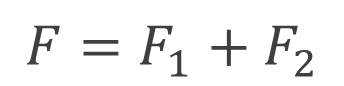 F = F₁ + F₂